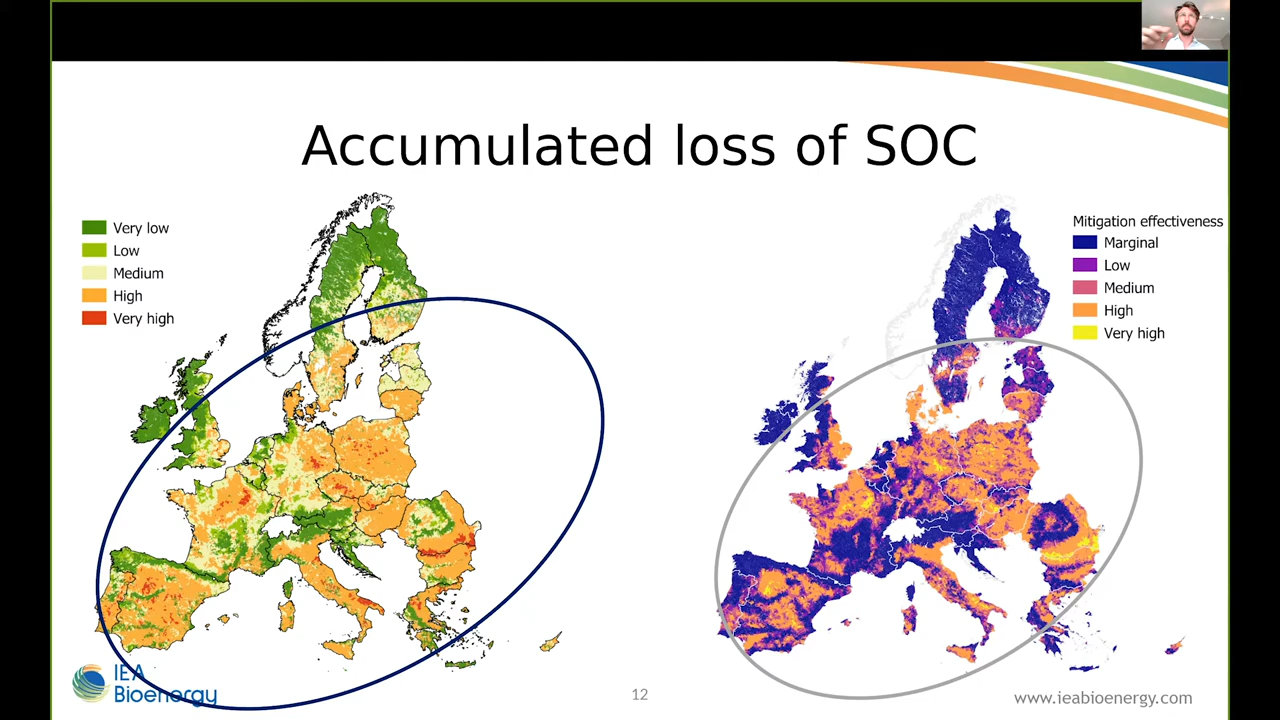 Accumulated loss of SOC
Very low
Low
Medium
High
Very high
Mitigation effectiveness
Marginal
Low
Medium
High
Very high
IEA
Bioenergy
12
www.ieabioenergy.com